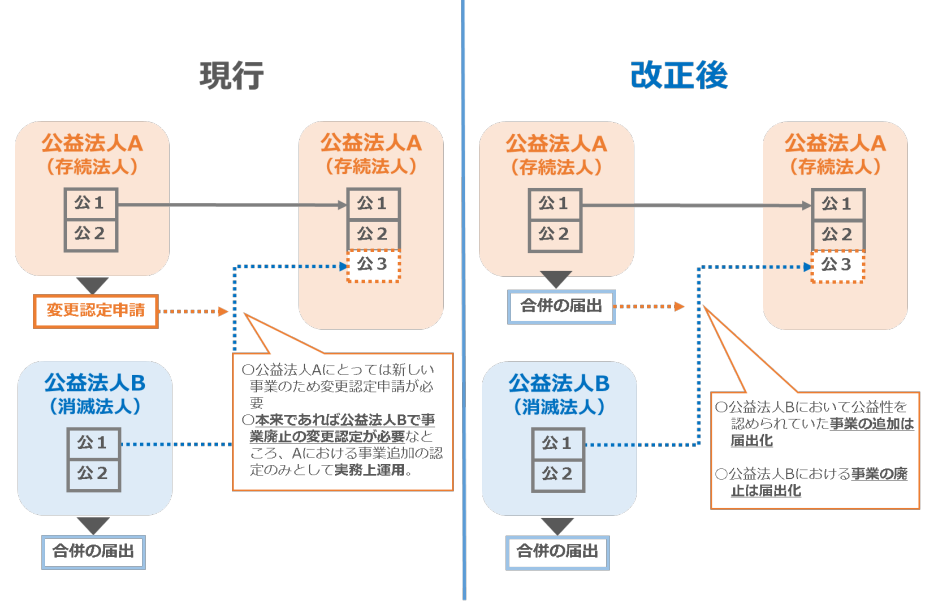 現行
公益法人A
（存続法人）
公１
公２
変更認定申請
公益法人A
（存続法人）
公１
公２
公３
公益法人B
（消滅法人）
公１
公２
合併の届出
〇公益法人Aにとっては新しい
事業のため変更認定申請が必
要
〇本来であれば公益法人Bで事
業廃止の変更認定が必要なと
ころ、Aにおける事業追加の認
定のみとして実務上運用。
改正後
公益法人A
（存続法人）
公１
公２
合併の届出
公益法人A
（存続法人）
公１
公２
公３
公益法人B
（消滅法人）
公１
公２
合併の届出
〇公益法人Bにおいて公益性を
認められていた事業の追加は
届出化
〇公益法人Bにおける事業の廃
止は届出化